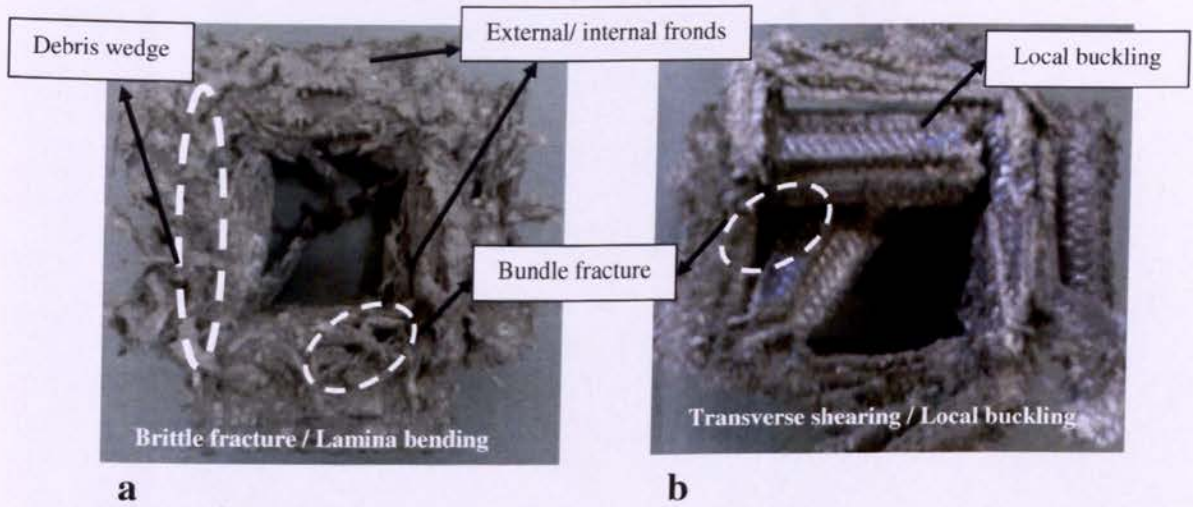 Debris wedge
External/ internal fronds
Local buckling
Bundle fracture
Brittle fracture / Lamina bending
Transverse shearing / Local buckling
a
b